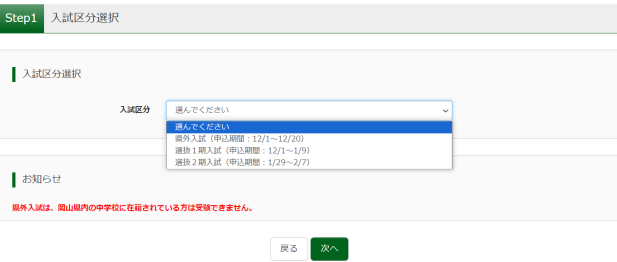 Step1 入試区分選択
入試区分選択
入試区分 選んでください
選んでください
県外入試（申込期間：12/1～12/20）
選抜１期入試（申込期間：12/1～1/9）
選抜２期入試（申込期間：1/29～2/7）
お知らせ
県外入試は、岡山県内の中学校に在籍されている方は受験できません。
戻る 次へ